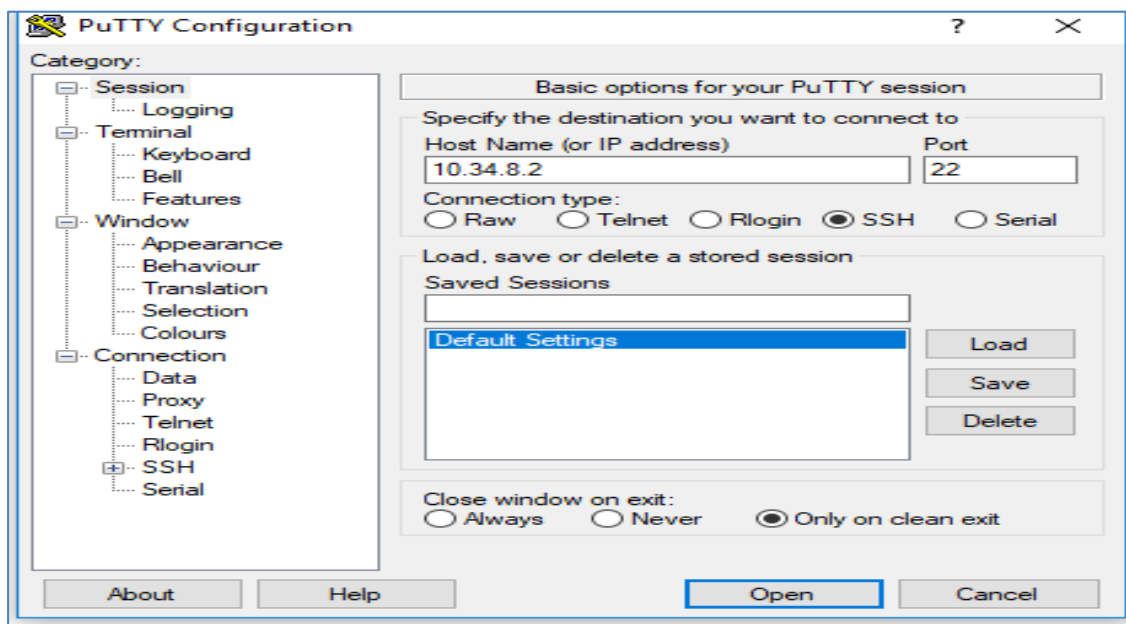 PuTTY Configuration ? ✕
Category:
Session
Logging
Terminal
Keyboard
Bell
Features
Window
Appearance
Behaviour
Translation
Selection
Colours
Connection
Data
Proxy
Telnet
Rlogin
SSH
Serial
Basic options for your PuTTY session
Specify the destination you want to connect to
Host Name (or IP address) Port
10.34.8.2 22
Connection type:
Raw Telnet Rlogin SSH Serial
Load, save or delete a stored session
Saved Sessions
Default Settings
Load
Save
Delete
Close window on exit:
Always Never Only on clean exit
About Help Open Cancel